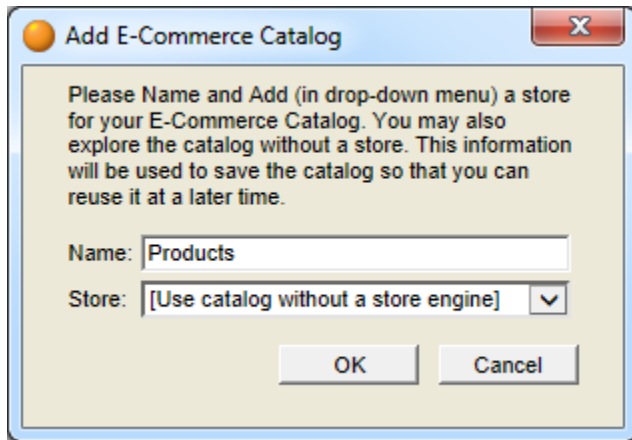 Add E-Commerce Catalog
Please Name and Add (in drop-down menu) a store
for your E-Commerce Catalog. You may also
explore the catalog without a store. This information
will be used to save the catalog so that you can
reuse it at a later time.
Name: Products
Store: [Use catalog without a store engine]
OK Cancel